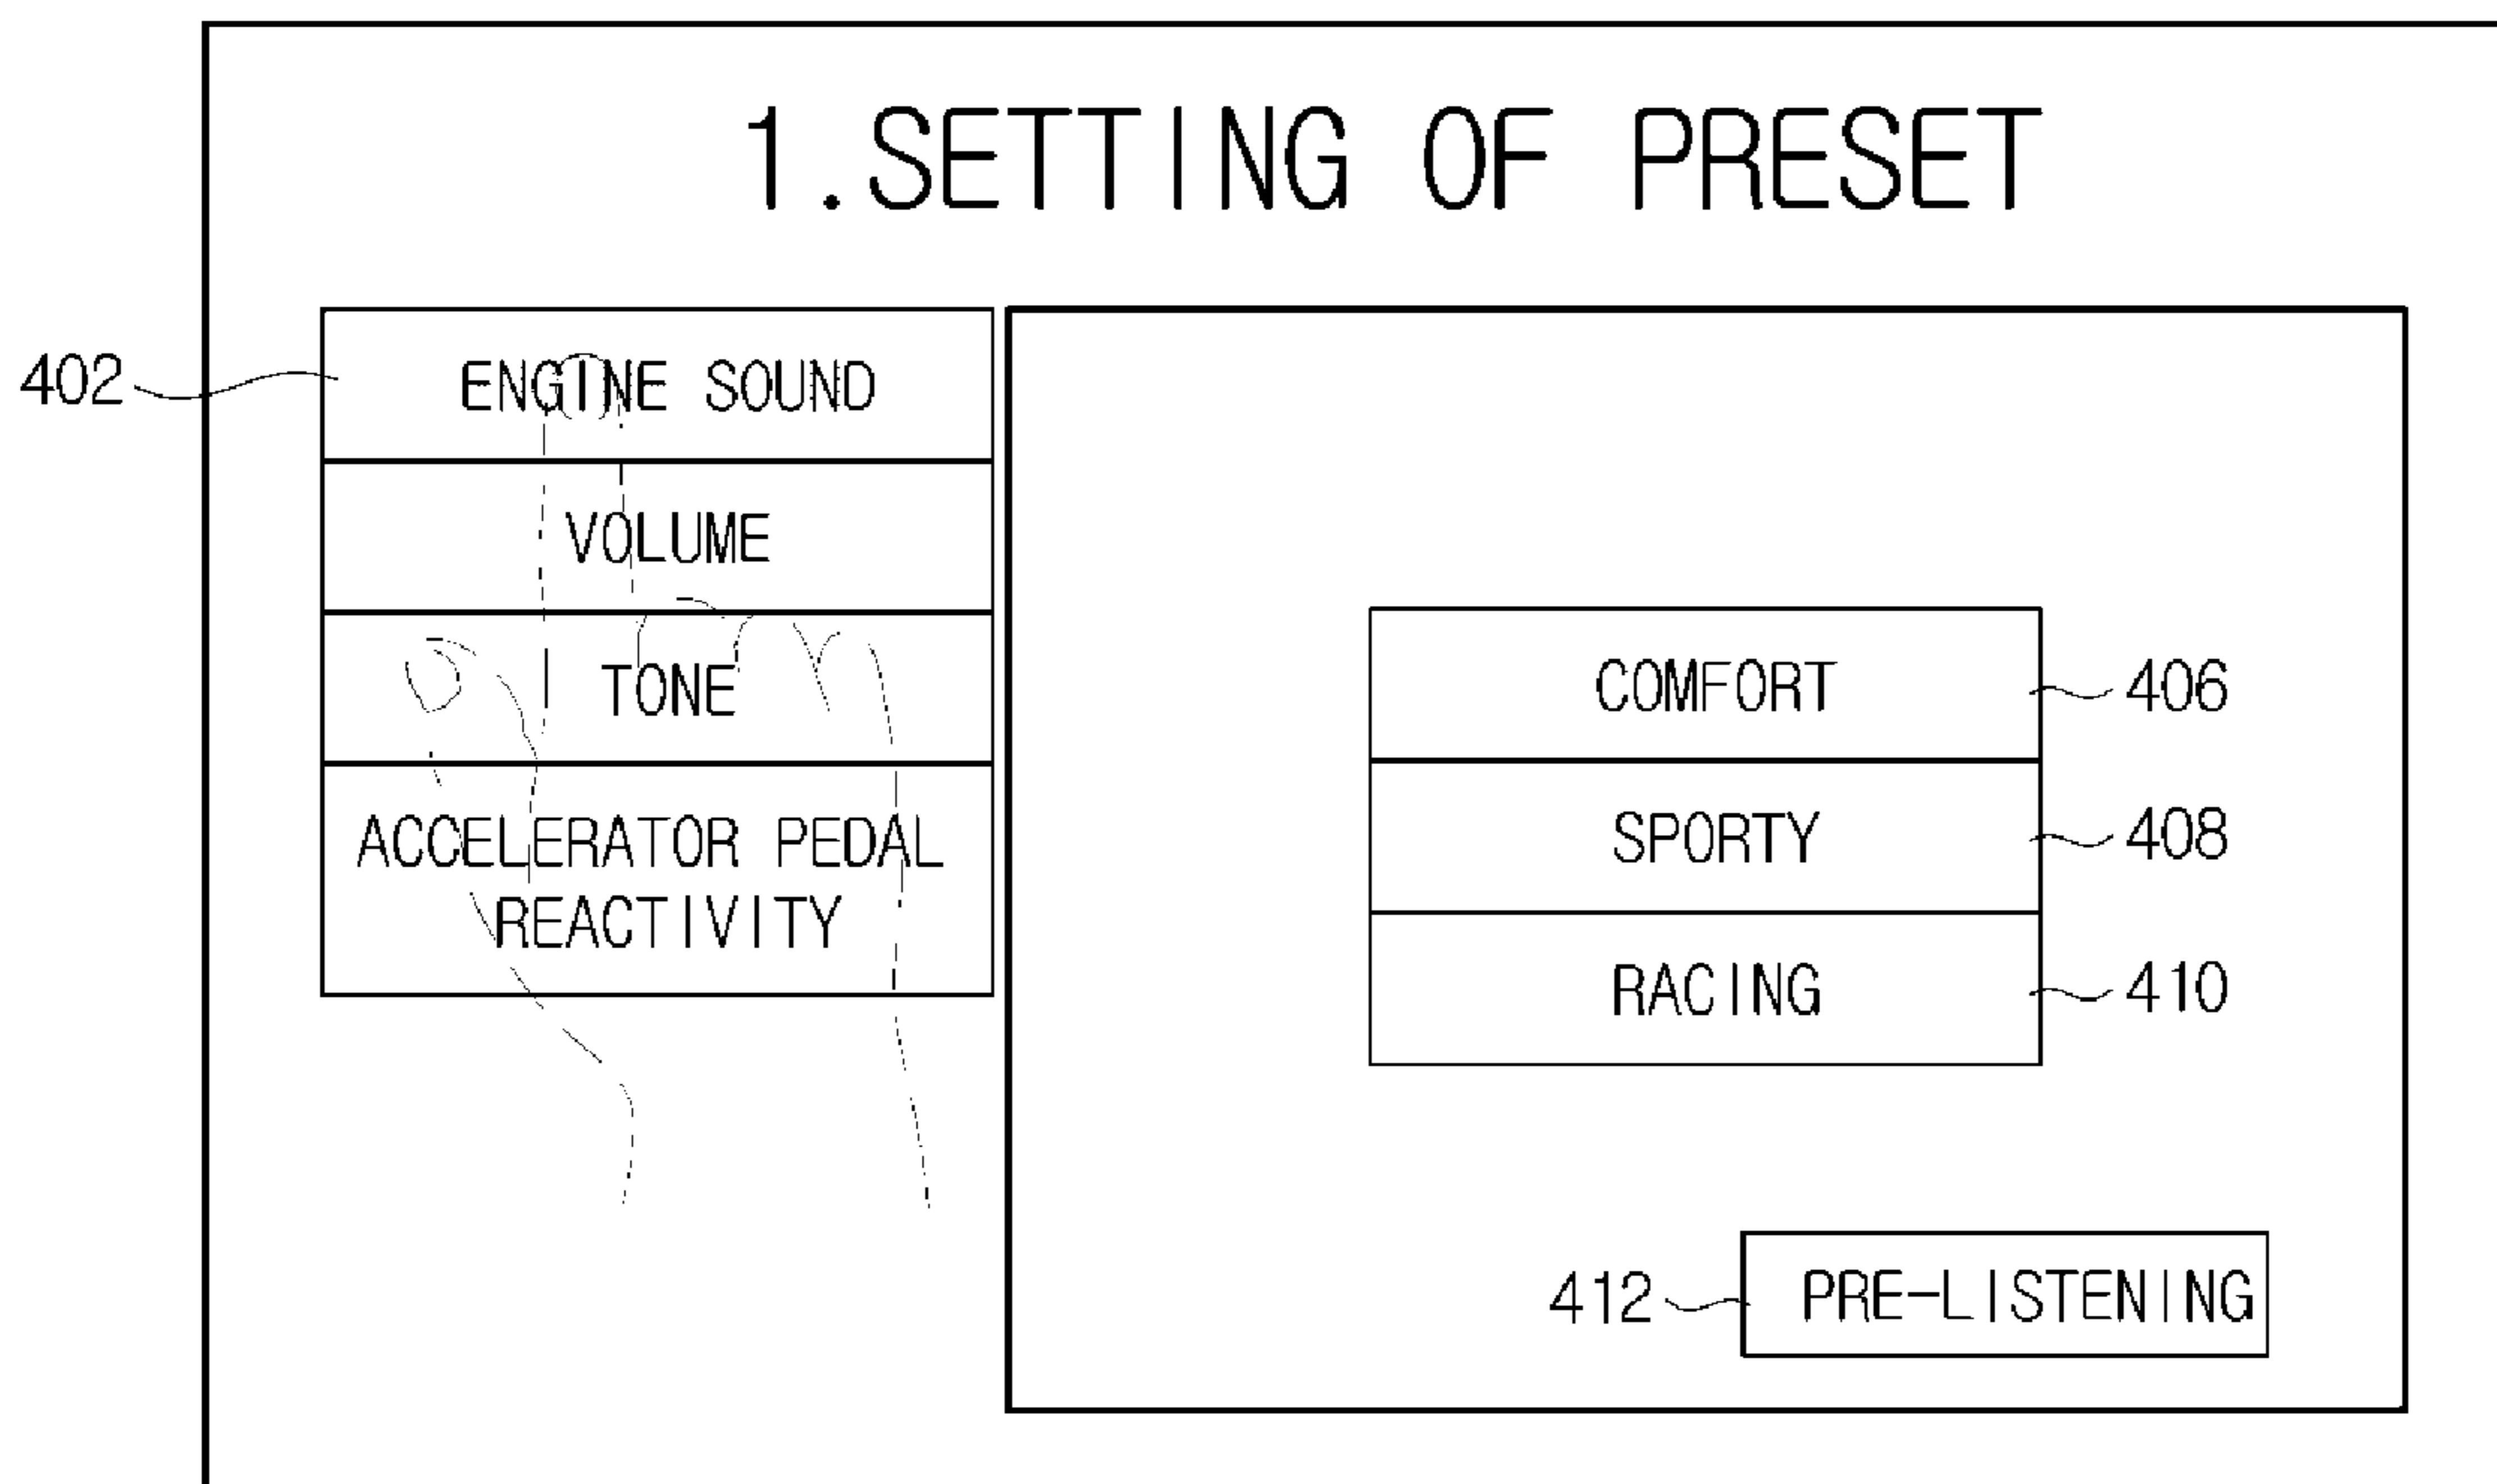 1.SETTING OF PRESET
402
ENGINE SOUND
VOLUME
TONE
ACCELERATOR PEDAL
REACTIVITY
COMFORT
406
SPORTY
408
RACING
410
412
PRE-LISTENING